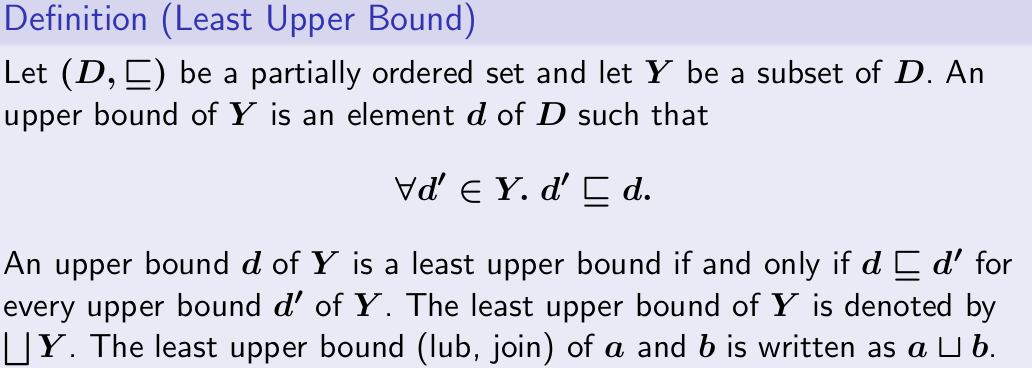 Definition (Least Upper Bound)
Let (D, ⊑) be a partially ordered set and let Y be a subset of D. An
upper bound of Y is an element d of D such that
∀d′ ∈ Y. d′ ⊑ d.
An upper bound d of Y is a least upper bound if and only if d ⊑ d′ for
every upper bound d′ of Y. The least upper bound of Y is denoted by
⨆ Y. The least upper bound (lub, join) of a and b is written as a ⊔ b.